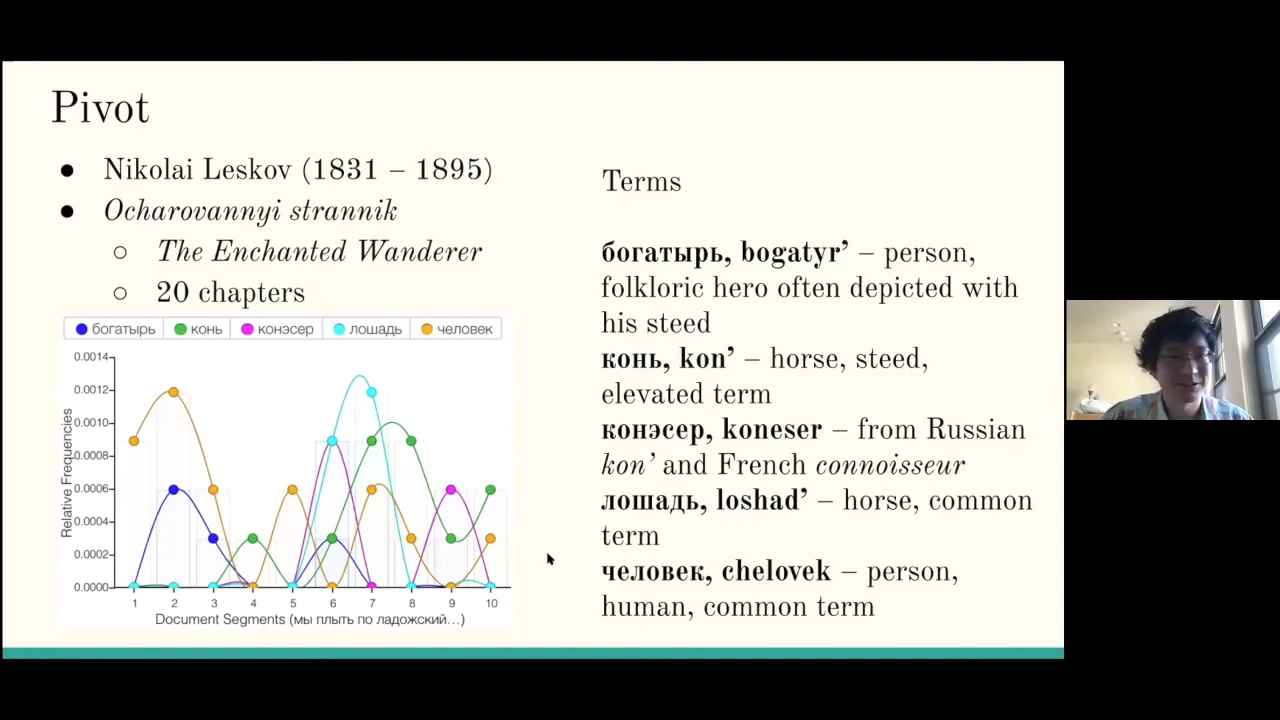 Pivot
● Nikolai Leskov (1831 – 1895)
● Ocharovannyi strannik
○ The Enchanted Wanderer
○ 20 chapters
богатырь конь конэсер лошадь человек
0.0014
0.0012
0.0010
0.0008
0.0006
0.0004
0.0002
0.0000
Relative Frequencies
1 2 3 4 5 6 7 8 9 10
Document Segments (мы плыть по ладожский…)
Terms
богатырь, bogatyr’ – person,
folkloric hero often depicted with
his steed
конь, kon’ – horse, steed,
elevated term
конэсер, koneser – from Russian
kon’ and French connoisseur
лошадь, loshad’ – horse, common
term
человек, chelovek – person,
human, common term